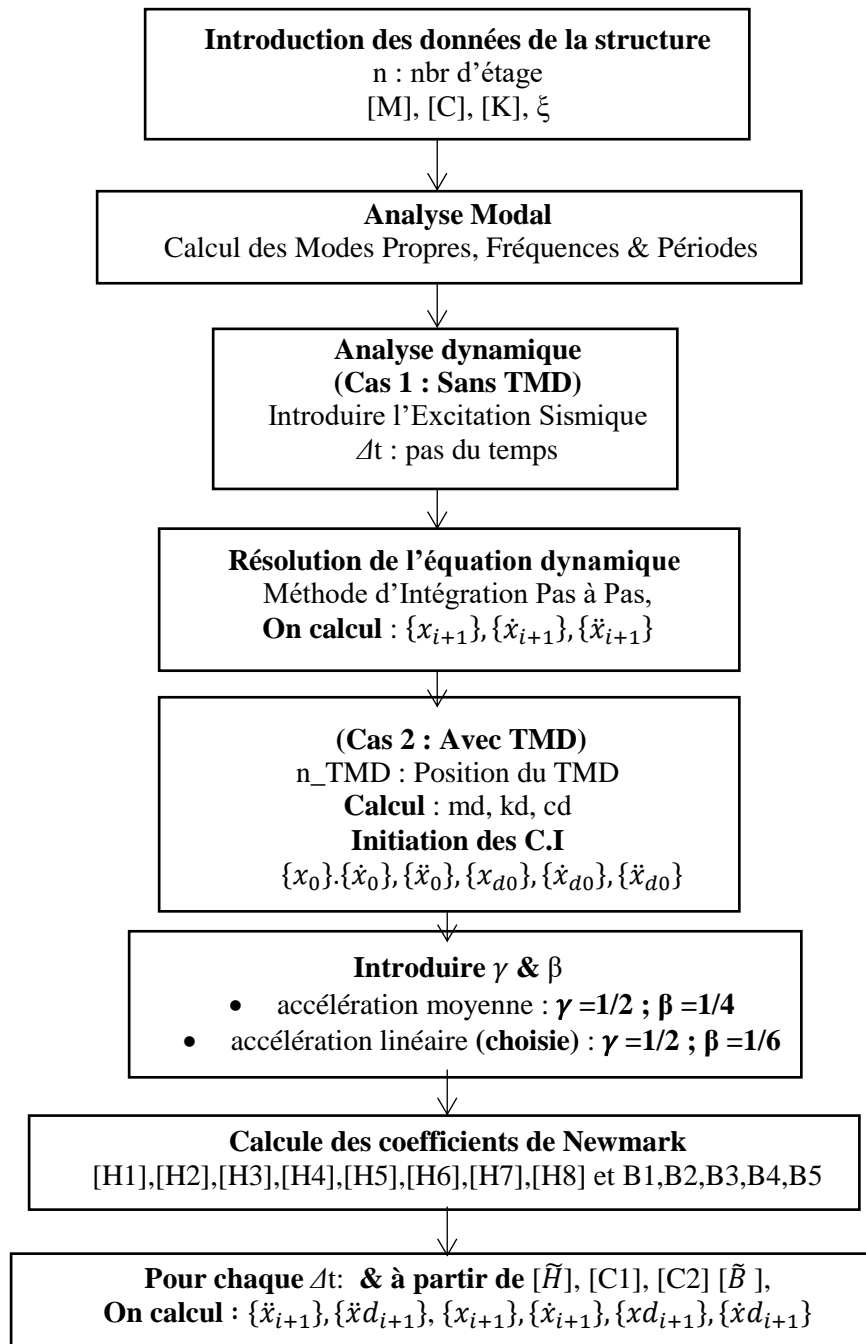 Introduction des données de la structure
n : nbr d’étage
[M], [C], [K], ξ
Analyse Modal
Calcul des Modes Propres, Fréquences & Périodes
Analyse dynamique
(Cas 1 : Sans TMD)
Introduire l’Excitation Sismique
Δt : pas du temps
Résolution de l’équation dynamique
Méthode d’Intégration Pas à Pas,
On calcul : {x_{i+1}}, {ẋ_{i+1}}, {ẍ_{i+1}}
(Cas 2 : Avec TMD)
n_TMD : Position du TMD
Calcul : md, kd, cd
Initiation des C.I
{x_0}.{ẋ_0}, {ẍ_0}, {x_{d0}}, {ẋ_{d0}}, {ẍ_{d0}}
Introduire γ & β
• accélération moyenne : γ =1/2 ; β =1/4
• accélération linéaire (choisie) : γ =1/2 ; β =1/6
Calcule des coefficients de Newmark
[H1],[H2],[H3],[H4],[H5],[H6],[H7],[H8] et B1,B2,B3,B4,B5
Pour chaque Δt: & à partir de [H̃], [C1], [C2] [B̃ ],
On calcul : {ẍ_{i+1}}, {ẍd_{i+1}}, {x_{i+1}}, {ẋ_{i+1}}, {xd_{i+1}}, {ẋd_{i+1}}